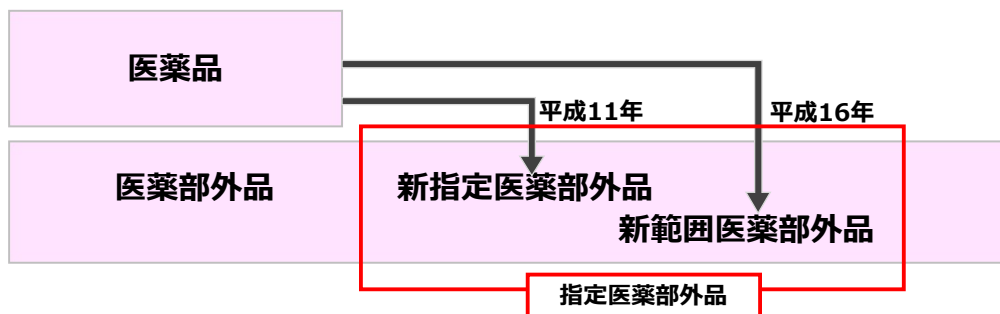 医薬品
平成11年
平成16年
医薬部外品
新指定医薬部外品
新範囲医薬部外品
指定医薬部外品